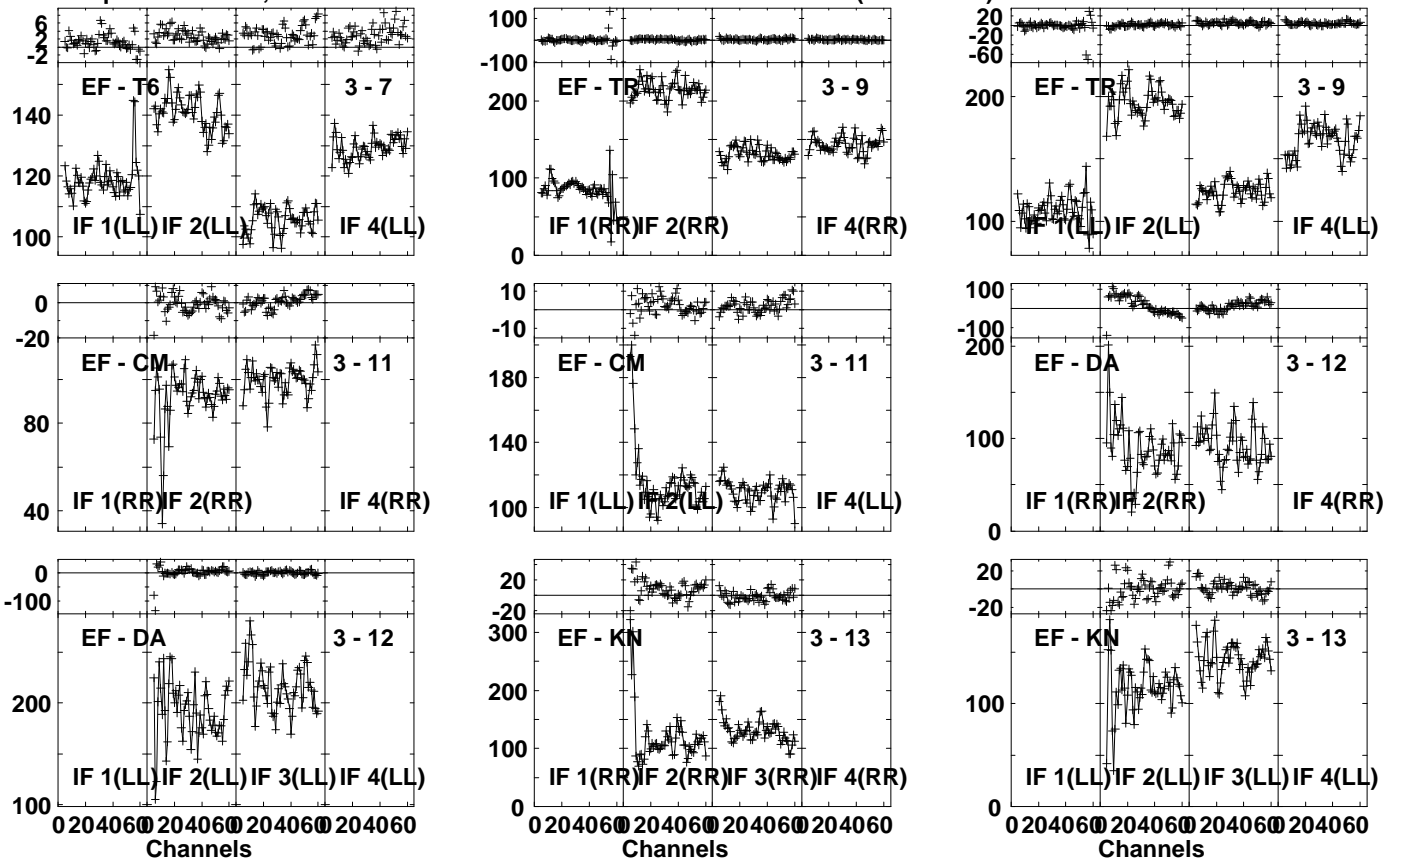 6
2
-2
EF - T6 3 - 7
140
120
100
IF 1(LL) IF 2(LL) IF 4(LL)
100
-100
EF - TR 3 - 9
200
100
0
IF 1(RR) IF 2(RR) IF 4(RR)
20
-20
-60
EF - TR 3 - 9
200
100
IF 1(LL) IF 2(LL) IF 4(LL)
0
-20
EF - CM 3 - 11
80
40
IF 1(RR) IF 2(RR) IF 4(RR)
10
-10
EF - CM 3 - 11
180
140
100
IF 1(LL) IF 2(LL) IF 4(LL)
100
-100
EF - DA 3 - 12
200
100
0
IF 1(RR) IF 2(RR) IF 4(RR)
0
-100
EF - DA 3 - 12
200
100
IF 1(LL) IF 2(LL) IF 3(LL) IF 4(LL)
0 204060 0 204060 0 204060 0 204060
Channels
20
-20
EF - KN 3 - 13
300
200
100
0
IF 1(RR) IF 2(RR) IF 3(RR) IF 4(RR)
0 204060 0 204060 0 204060 0 204060
Channels
20
-20
EF - KN 3 - 13
100
0
IF 1(LL) IF 2(LL) IF 3(LL) IF 4(LL)
0 204060 0 204060 0 204060 0 204060
Channels